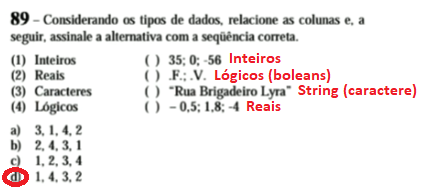 89 – Considerando os tipos de dados, relacione as colunas e, a
seguir, assinale a alternativa com a seqüência correta.
(1) Inteiros ( ) 35; 0; -56 Inteiros
(2) Reais ( ) .F.; .V. Lógicos (boleans)
(3) Caracteres ( ) "Rua Brigadeiro Lyra" String (caractere)
(4) Lógicos ( ) – 0,5; 1,8; -4 Reais
a) 3, 1, 4, 2
b) 2, 4, 3, 1
c) 1, 2, 3, 4
d) 1, 4, 3, 2